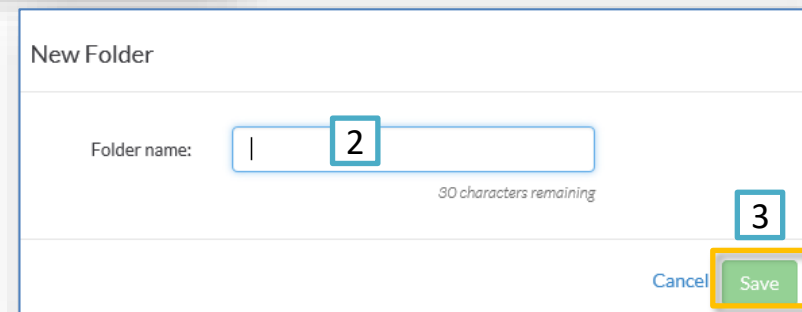 New Folder
Folder name:
2
30 characters remaining
3
Cancel
Save